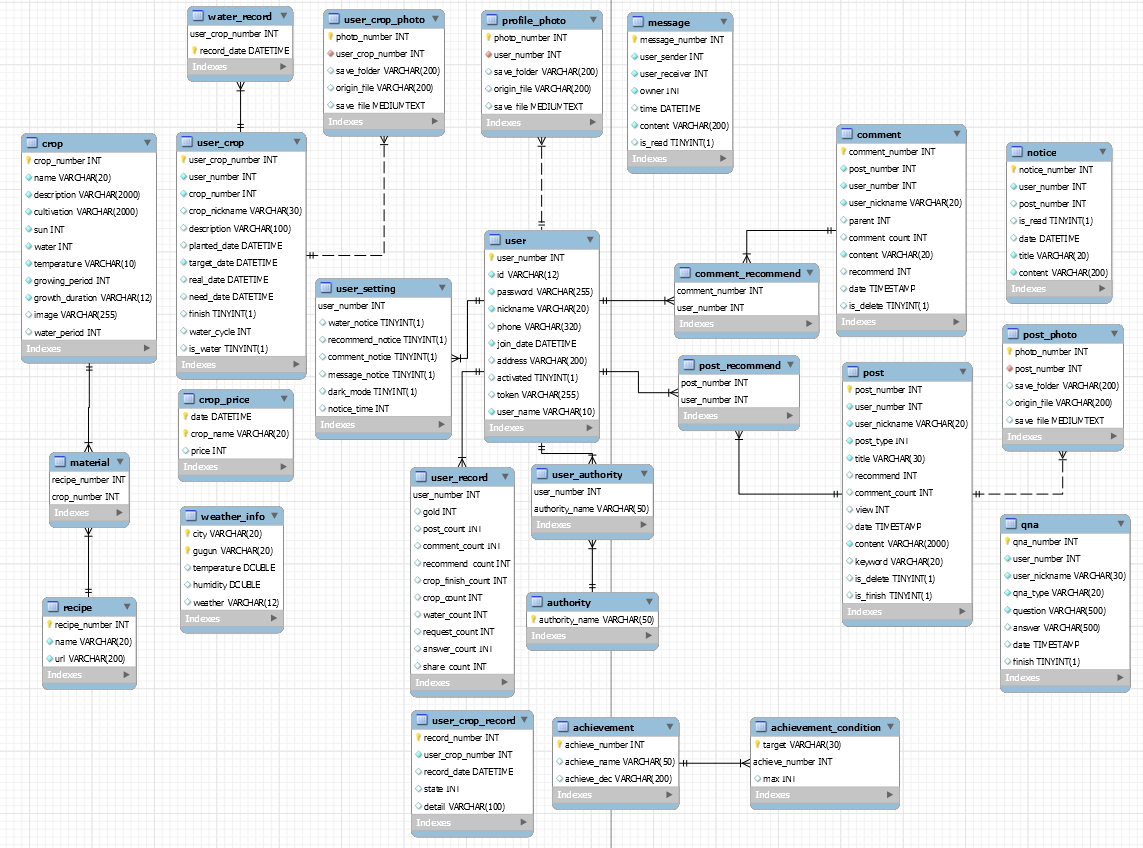 water_record
user_crop_number INT
record_date DATETIME
Indexes
user_crop_photo
photo_number INT
user_crop_number INT
save_folder VARCHAR(200)
origin_file VARCHAR(200)
save_file MEDIUMTEXT
Indexes
profile_photo
photo_number INT
user_number INT
save_folder VARCHAR(200)
origin_file VARCHAR(200)
save_file MEDIUMTEXT
Indexes
message
message_number INT
user_sender INT
user_receiver INT
owner INT
time DATETIME
content VARCHAR(200)
is_read TINYINT(1)
Indexes
crop
crop_number INT
name VARCHAR(20)
description VARCHAR(2000)
cultivation VARCHAR(2000)
sun INT
water INT
temperature VARCHAR(10)
growing_period INT
growth_duration VARCHAR(12)
image VARCHAR(255)
water_period INT
Indexes
user_crop
user_crop_number INT
user_number INT
crop_number INT
crop_nickname VARCHAR(30)
description VARCHAR(100)
planted_date DATETIME
target_date DATETIME
real_date DATETIME
need_date DATETIME
finish TINYINT(1)
water_cycle INT
is_water TINYINT(1)
Indexes
comment
comment_number INT
post_number INT
user_number INT
user_nickname VARCHAR(20)
parent INT
comment_count INT
content VARCHAR(20)
recommend INT
date TIMESTAMP
is_delete TINYINT(1)
Indexes
notice
notice_number INT
user_number INT
post_number INT
is_read TINYINT(1)
date DATETIME
title VARCHAR(20)
content VARCHAR(200)
Indexes
user
user_number INT
id VARCHAR(12)
password VARCHAR(255)
nickname VARCHAR(20)
phone VARCHAR(320)
join_date DATETIME
address VARCHAR(200)
activated TINYINT(1)
token VARCHAR(255)
user_name VARCHAR(10)
Indexes
comment_recommend
comment_number INT
user_number INT
Indexes
user_setting
user_number INT
water_notice TINYINT(1)
recommend_notice TINYINT(1)
comment_notice TINYINT(1)
message_notice TINYINT(1)
dark_mode TINYINT(1)
notice_time INT
Indexes
post_photo
photo_number INT
post_number INT
save_folder VARCHAR(200)
origin_file VARCHAR(200)
save_file MEDIUMTEXT
Indexes
post_recommend
post_number INT
user_number INT
Indexes
post
post_number INT
user_number INT
user_nickname VARCHAR(20)
post_type INT
title VARCHAR(30)
recommend INT
comment_count INT
view INT
date TIMESTAMP
content VARCHAR(2000)
keyword VARCHAR(20)
is_delete TINYINT(1)
is_finish TINYINT(1)
Indexes
crop_price
date DATETIME
crop_name VARCHAR(20)
price INT
Indexes
material
recipe_number INT
crop_number INT
Indexes
user_record
user_number INT
gold INT
post_count INT
comment_count INT
recommend_count INT
crop_finish_count INT
crop_count INT
water_count INT
request_count INT
answer_count INT
share_count INT
Indexes
user_authority
user_number INT
authority_name VARCHAR(50)
Indexes
weather_info
city VARCHAR(20)
gugun VARCHAR(20)
temperature DOUBLE
humidity DOUBLE
weather VARCHAR(12)
Indexes
qna
qna_number INT
user_number INT
user_nickname VARCHAR(30)
qna_type VARCHAR(20)
question VARCHAR(500)
answer VARCHAR(500)
date TIMESTAMP
finish TINYINT(1)
Indexes
recipe
recipe_number INT
name VARCHAR(20)
url VARCHAR(200)
Indexes
authority
authority_name VARCHAR(50)
Indexes
user_crop_record
record_number INT
user_crop_number INT
record_date DATETIME
state INT
detail VARCHAR(100)
Indexes
achievement
achieve_number INT
achieve_name VARCHAR(50)
achieve_dec VARCHAR(200)
Indexes
achievement_condition
target VARCHAR(30)
achieve_number INT
max INT
Indexes